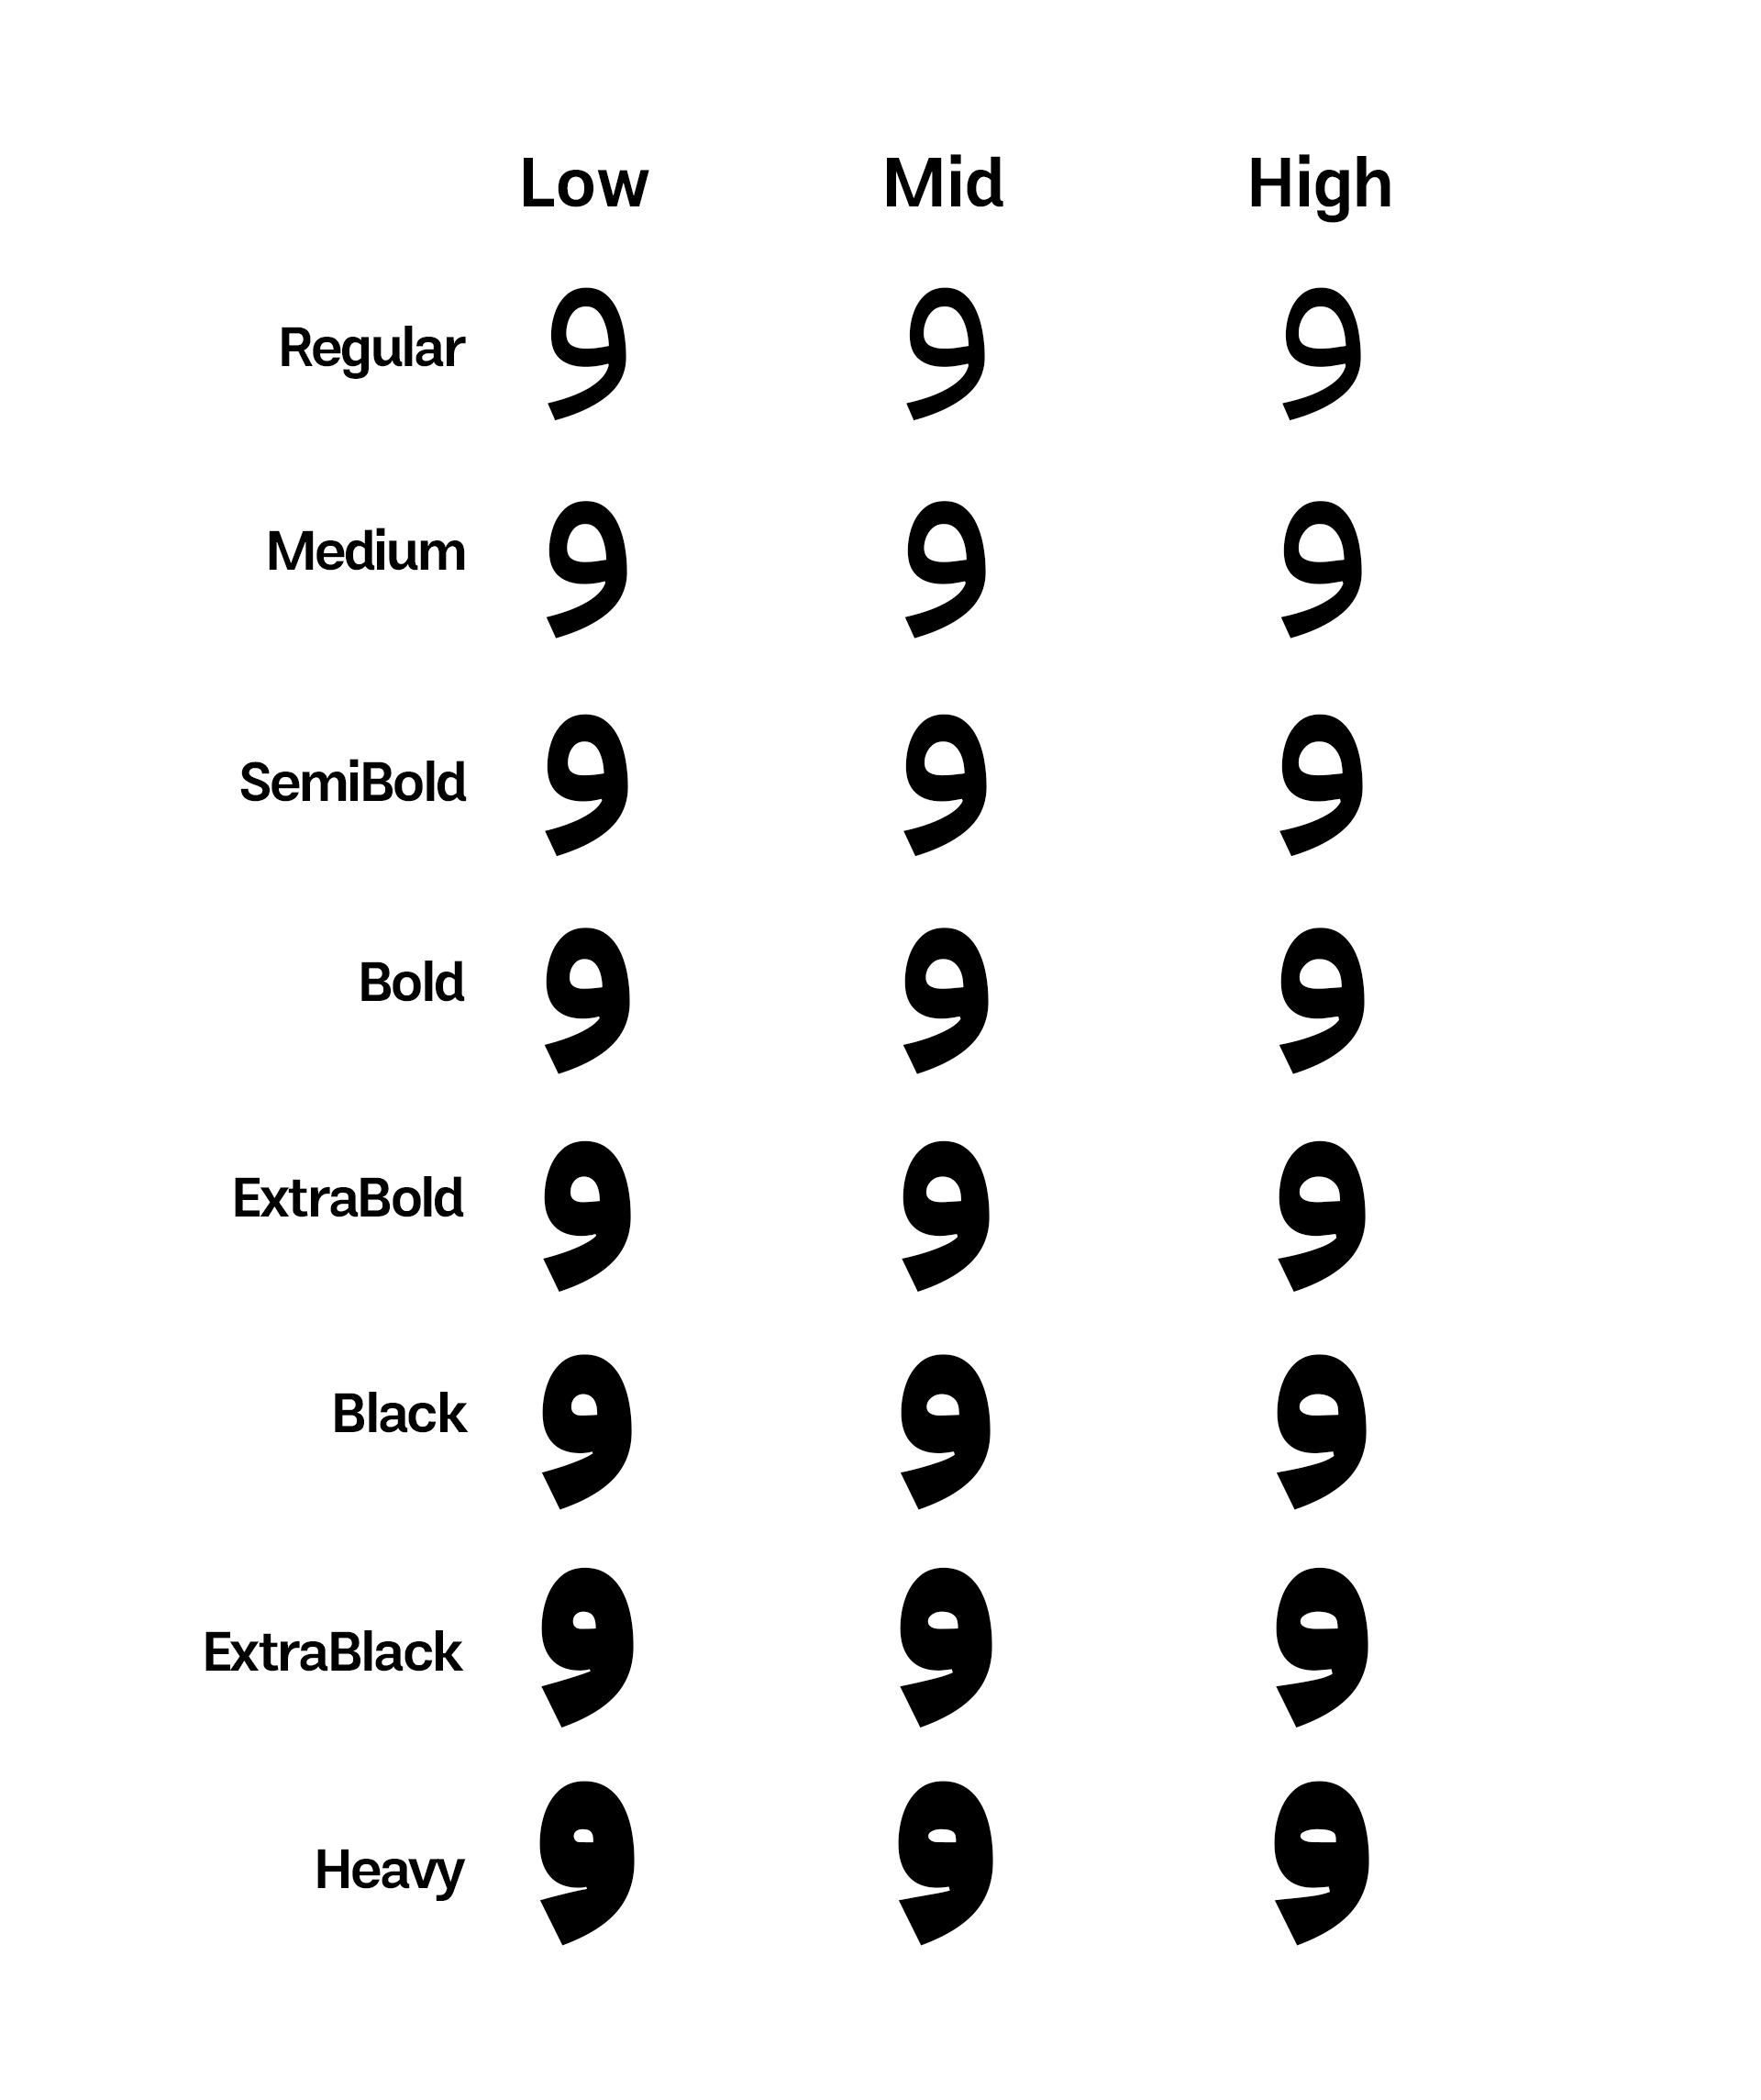 Low Mid High
Regular و و و
Medium و و و
SemiBold و و و
Bold و و و
ExtraBold و و و
Black و و و
ExtraBlack و و و
Heavy و و و